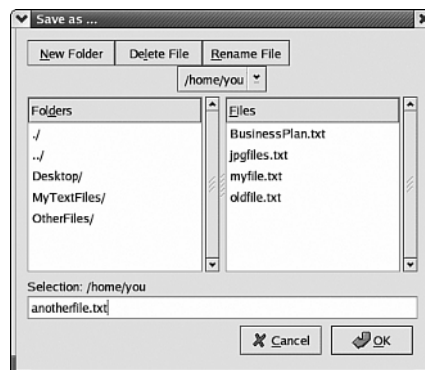 Save as ...
New Folder Delete File Rename File
/home/you
Folders
./
../
Desktop/
MyTextFiles/
OtherFiles/
Files
BusinessPlan.txt
jpgfiles.txt
myfile.txt
oldfile.txt
Selection: /home/you
anotherfile.txt
Cancel OK